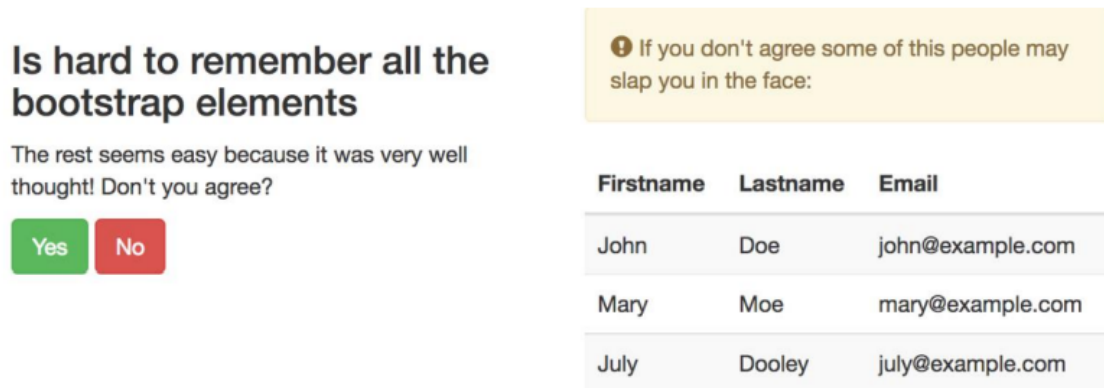 Is hard to remember all the
bootstrap elements
The rest seems easy because it was very well
thought! Don't you agree?
Yes No
If you don't agree some of this people may
slap you in the face:
Firstname Lastname Email
John Doe john@example.com
Mary Moe mary@example.com
July Dooley july@example.com